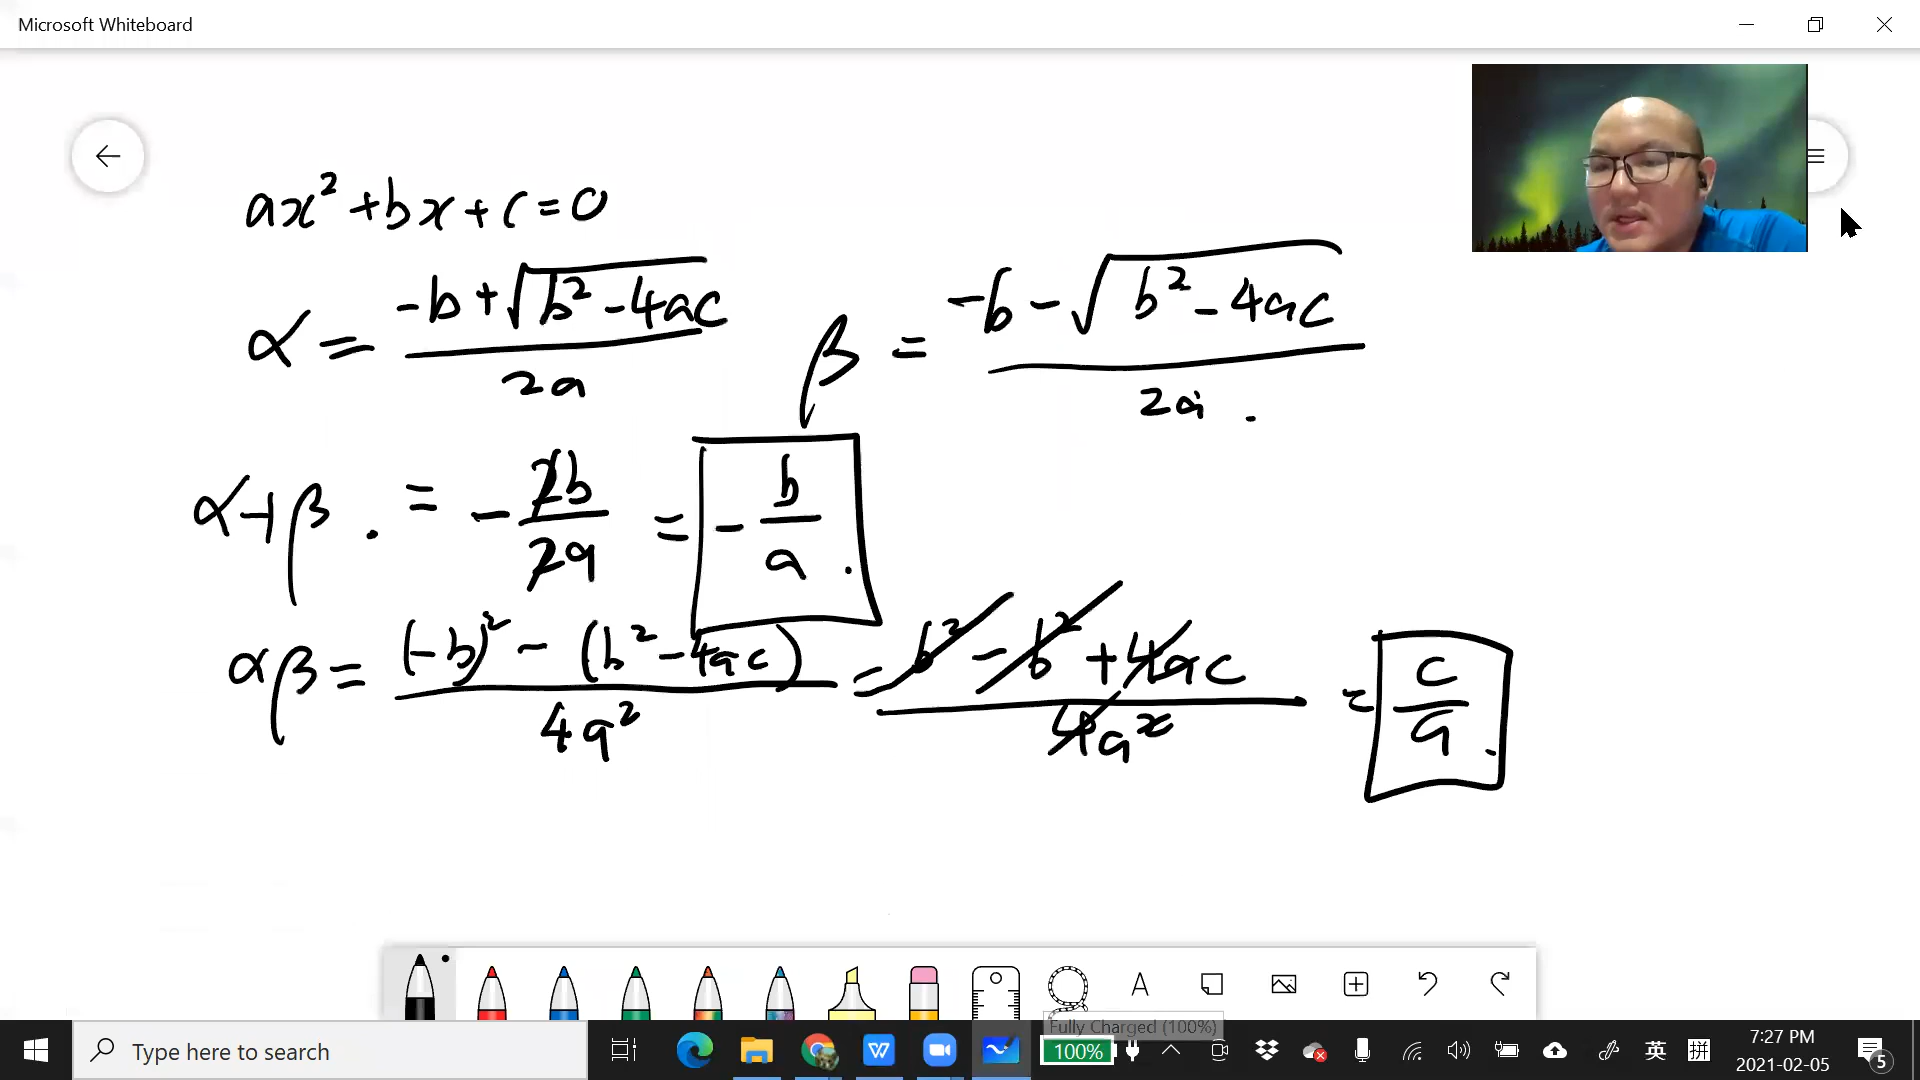 Microsoft Whiteboard
ax² + bx + c = 0
α = (-b + √(b² - 4ac)) / 2a
β = (-b - √(b² - 4ac)) / 2a .
α + β . = - 2b / 2a = - b / a .
αβ = ((-b)² - (b² - 4ac)) / 4a² = (b² - b² + 4ac) / 4a² = c / a .
A
Fully Charged (100%)
Type here to search
100%
英
拼
7:27 PM
2021-02-05
5